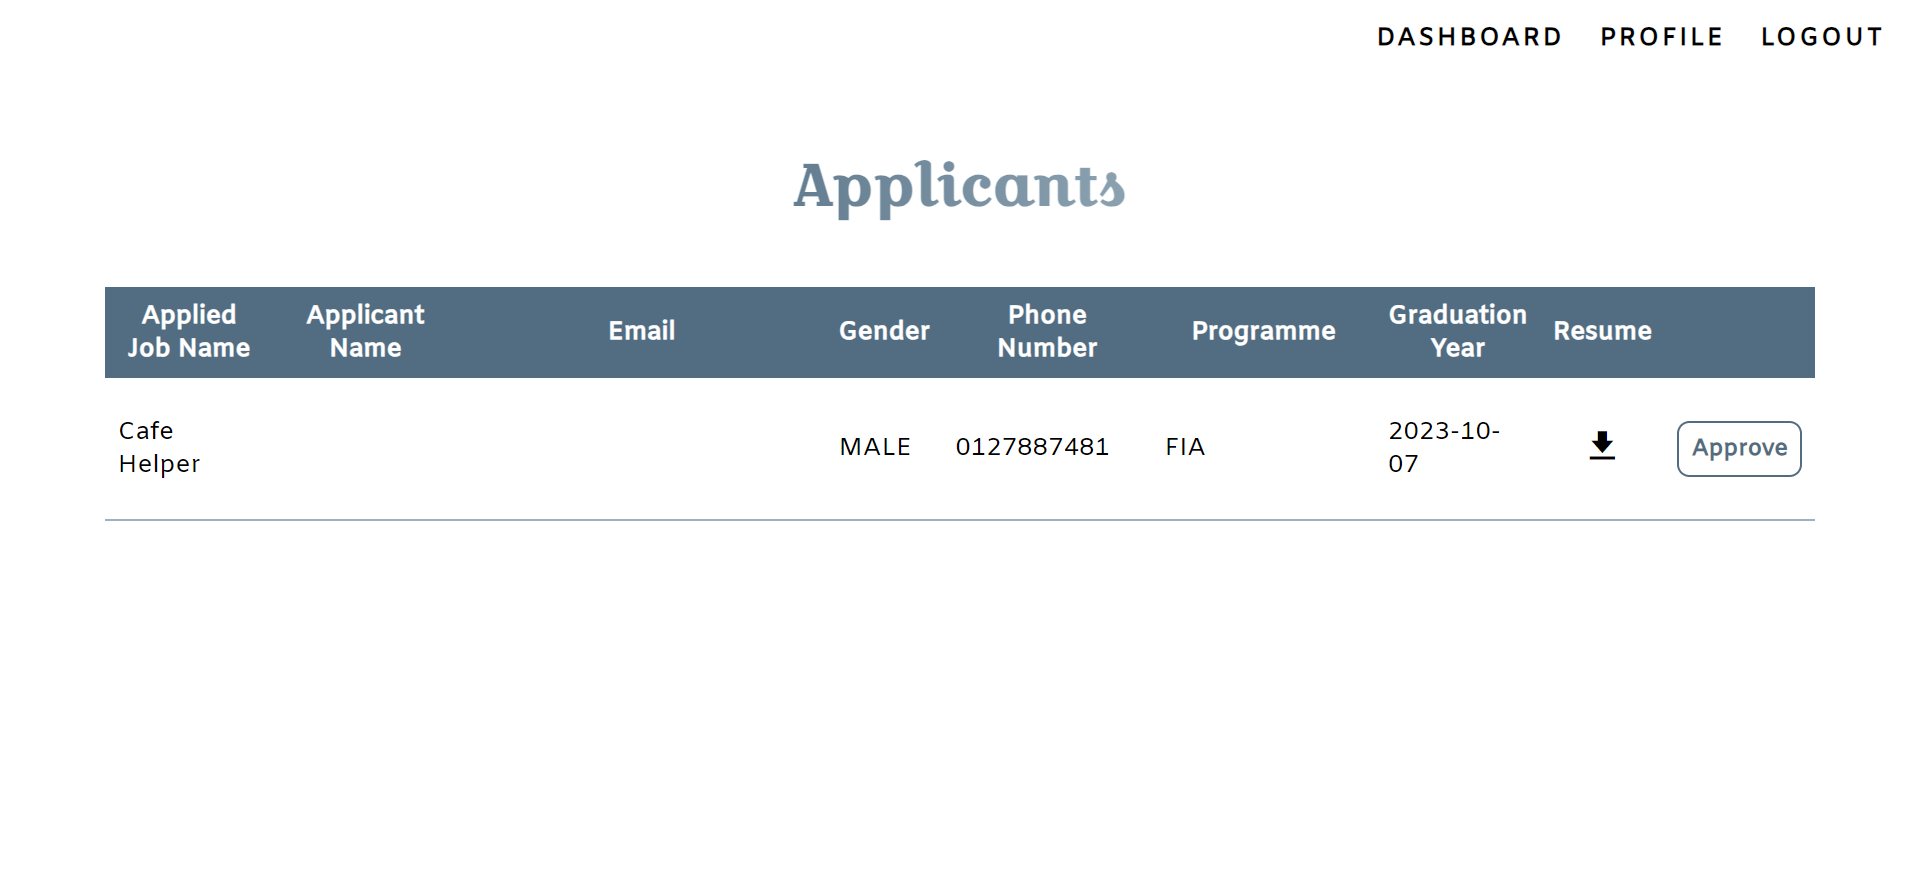 DASHBOARD PROFILE LOGOUT
Applicants
Applied Job Name Applicant Name Email Gender Phone Number Programme Graduation Year Resume
Cafe Helper MALE 0127887481 FIA 2023-10-07 Approve